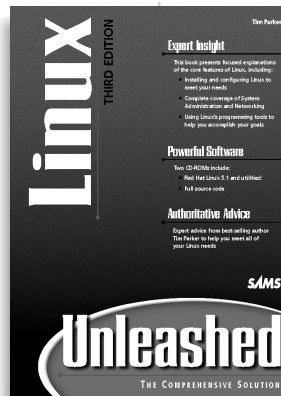 Linux
THIRD EDITION
Tim Parker
Expert Insight
This book presents focused explanations
of the core features of Linux, including:
• Installing and configuring Linux to
meet your needs
• Complete coverage of System
Administration and Networking
• Using Linux's programming tools to
help you accomplish your goals
Powerful Software
Two CD-ROMs include:
• Red Hat Linux 5.1 and utilities!
• Full source code
Authoritative Advice
Expert advice from best-selling author
Tim Parker to help you meet all of
your Linux needs
SAMS
Unleashed
THE COMPREHENSIVE SOLUTION